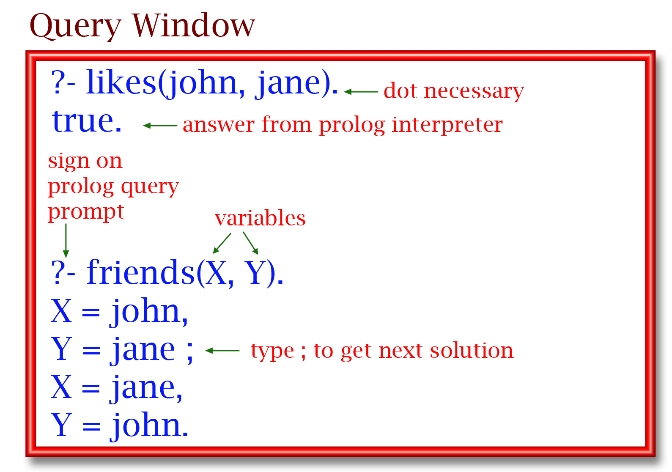 Query Window
?- likes(john, jane).
dot necessary
true.
answer from prolog interpreter
sign on
prolog query
prompt
variables
?- friends(X, Y).
X = john,
Y = jane ;
type ; to get next solution
X = jane,
Y = john.